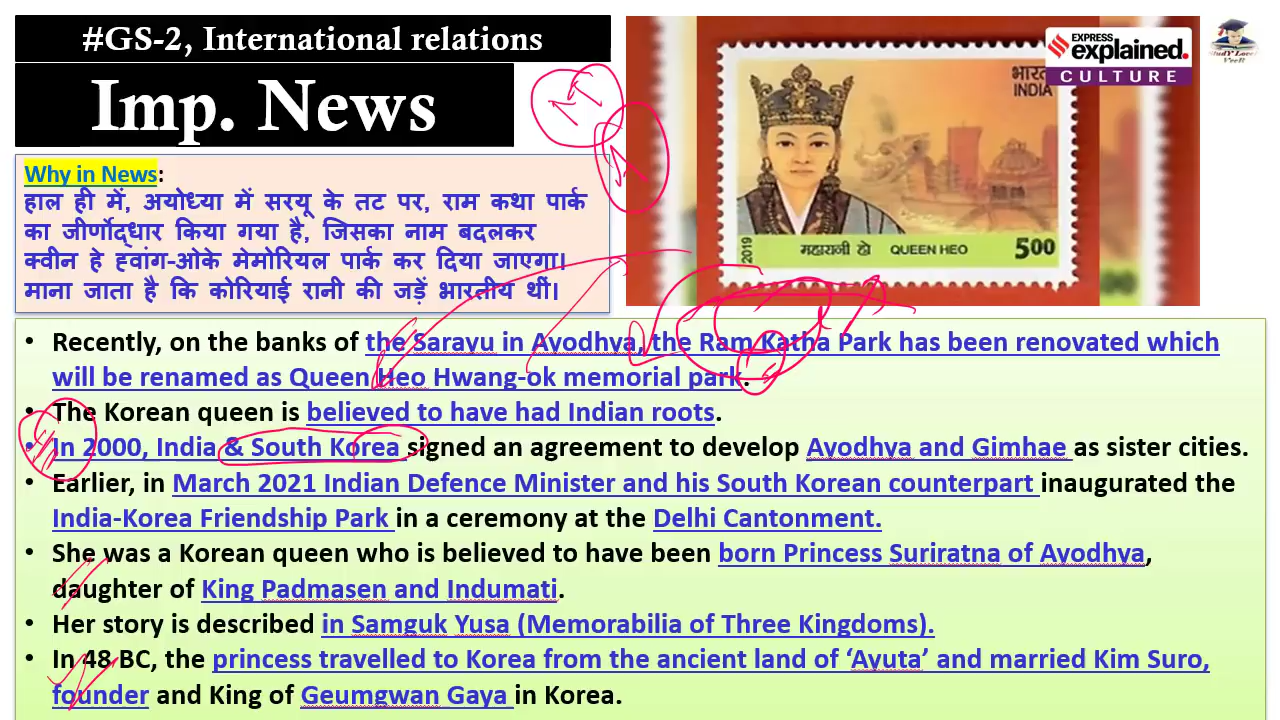 #GS-2, International relations
Imp. News
EXPRESS
explained.
CULTURE
भारत
INDIA
2019
महारानी हो QUEEN HEO 5.00
Why in News:
हाल ही में, अयोध्या में सरयू के तट पर, राम कथा पार्क
का जीर्णोद्धार किया गया है, जिसका नाम बदलकर
क्वीन हे ह्वांग-ओके मेमोरियल पार्क कर दिया जाएगा।
माना जाता है कि कोरियाई रानी की जड़ें भारतीय थीं।
• Recently, on the banks of the Sarayu in Ayodhya, the Ram Katha Park has been renovated which
will be renamed as Queen Heo Hwang-ok memorial park.
• The Korean queen is believed to have had Indian roots.
• In 2000, India & South Korea signed an agreement to develop Ayodhya and Gimhae as sister cities.
• Earlier, in March 2021 Indian Defence Minister and his South Korean counterpart inaugurated the
India-Korea Friendship Park in a ceremony at the Delhi Cantonment.
• She was a Korean queen who is believed to have been born Princess Suriratna of Ayodhya,
daughter of King Padmasen and Indumati.
• Her story is described in Samguk Yusa (Memorabilia of Three Kingdoms).
• In 48 BC, the princess travelled to Korea from the ancient land of ‘Ayuta’ and married Kim Suro,
founder and King of Geumgwan Gaya in Korea.